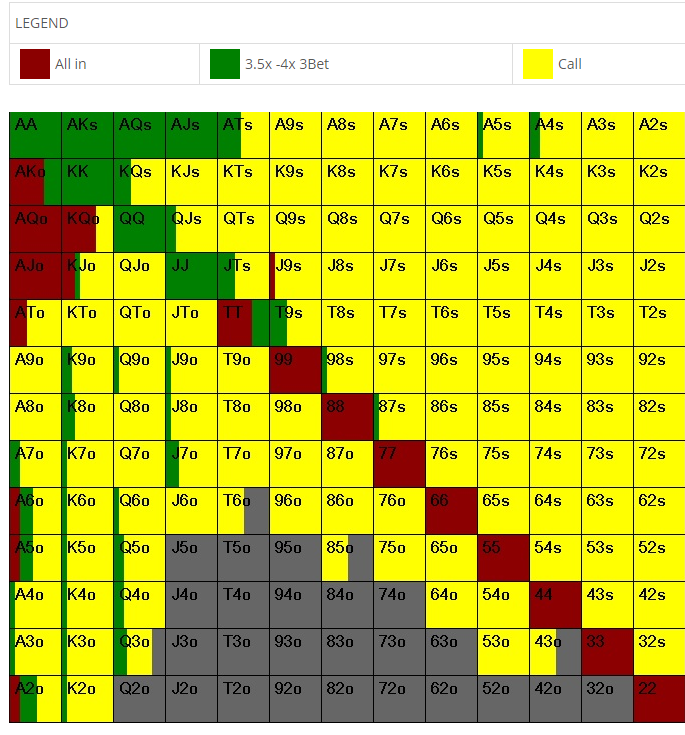 LEGEND
All in 3.5x -4x 3Bet Call
AA AKs AQs AJs ATs A9s A8s A7s A6s A5s A4s A3s A2s
AKo KK KQs KJs KTs K9s K8s K7s K6s K5s K4s K3s K2s
AQo KQo QQ QJs QTs Q9s Q8s Q7s Q6s Q5s Q4s Q3s Q2s
AJo KJo QJo JJ JTs J9s J8s J7s J6s J5s J4s J3s J2s
ATo KTo QTo JTo TT T9s T8s T7s T6s T5s T4s T3s T2s
A9o K9o Q9o J9o T9o 99 98s 97s 96s 95s 94s 93s 92s
A8o K8o Q8o J8o T8o 98o 88 87s 86s 85s 84s 83s 82s
A7o K7o Q7o J7o T7o 97o 87o 77 76s 75s 74s 73s 72s
A6o K6o Q6o J6o T6o 96o 86o 76o 66 65s 64s 63s 62s
A5o K5o Q5o J5o T5o 95o 85o 75o 65o 55 54s 53s 52s
A4o K4o Q4o J4o T4o 94o 84o 74o 64o 54o 44 43s 42s
A3o K3o Q3o J3o T3o 93o 83o 73o 63o 53o 43o 33 32s
A2o K2o Q2o J2o T2o 92o 82o 72o 62o 52o 42o 32o 22